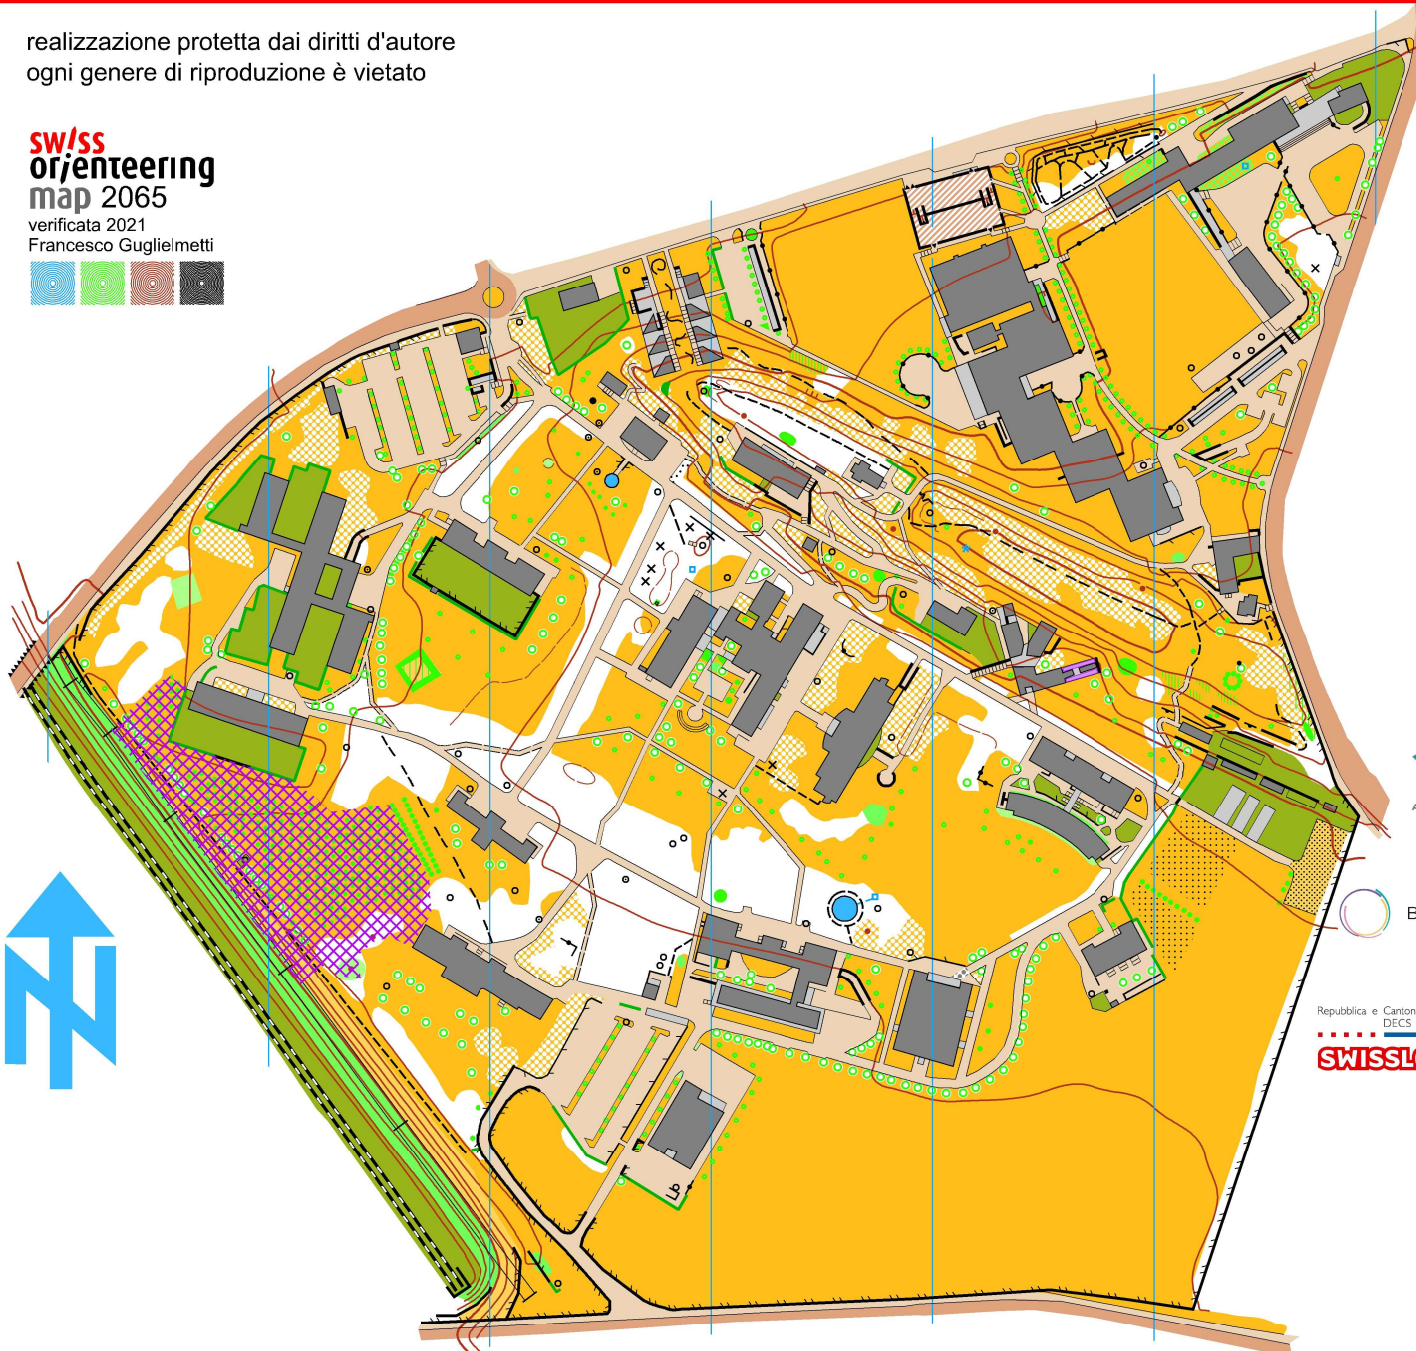 realizzazione protetta dai diritti d'autore
ogni genere di riproduzione è vietato
swiss
orienteering
map 2065
verificata 2021
Francesco Guglielmetti
A
B
Repubblica e Canton
DECS
N